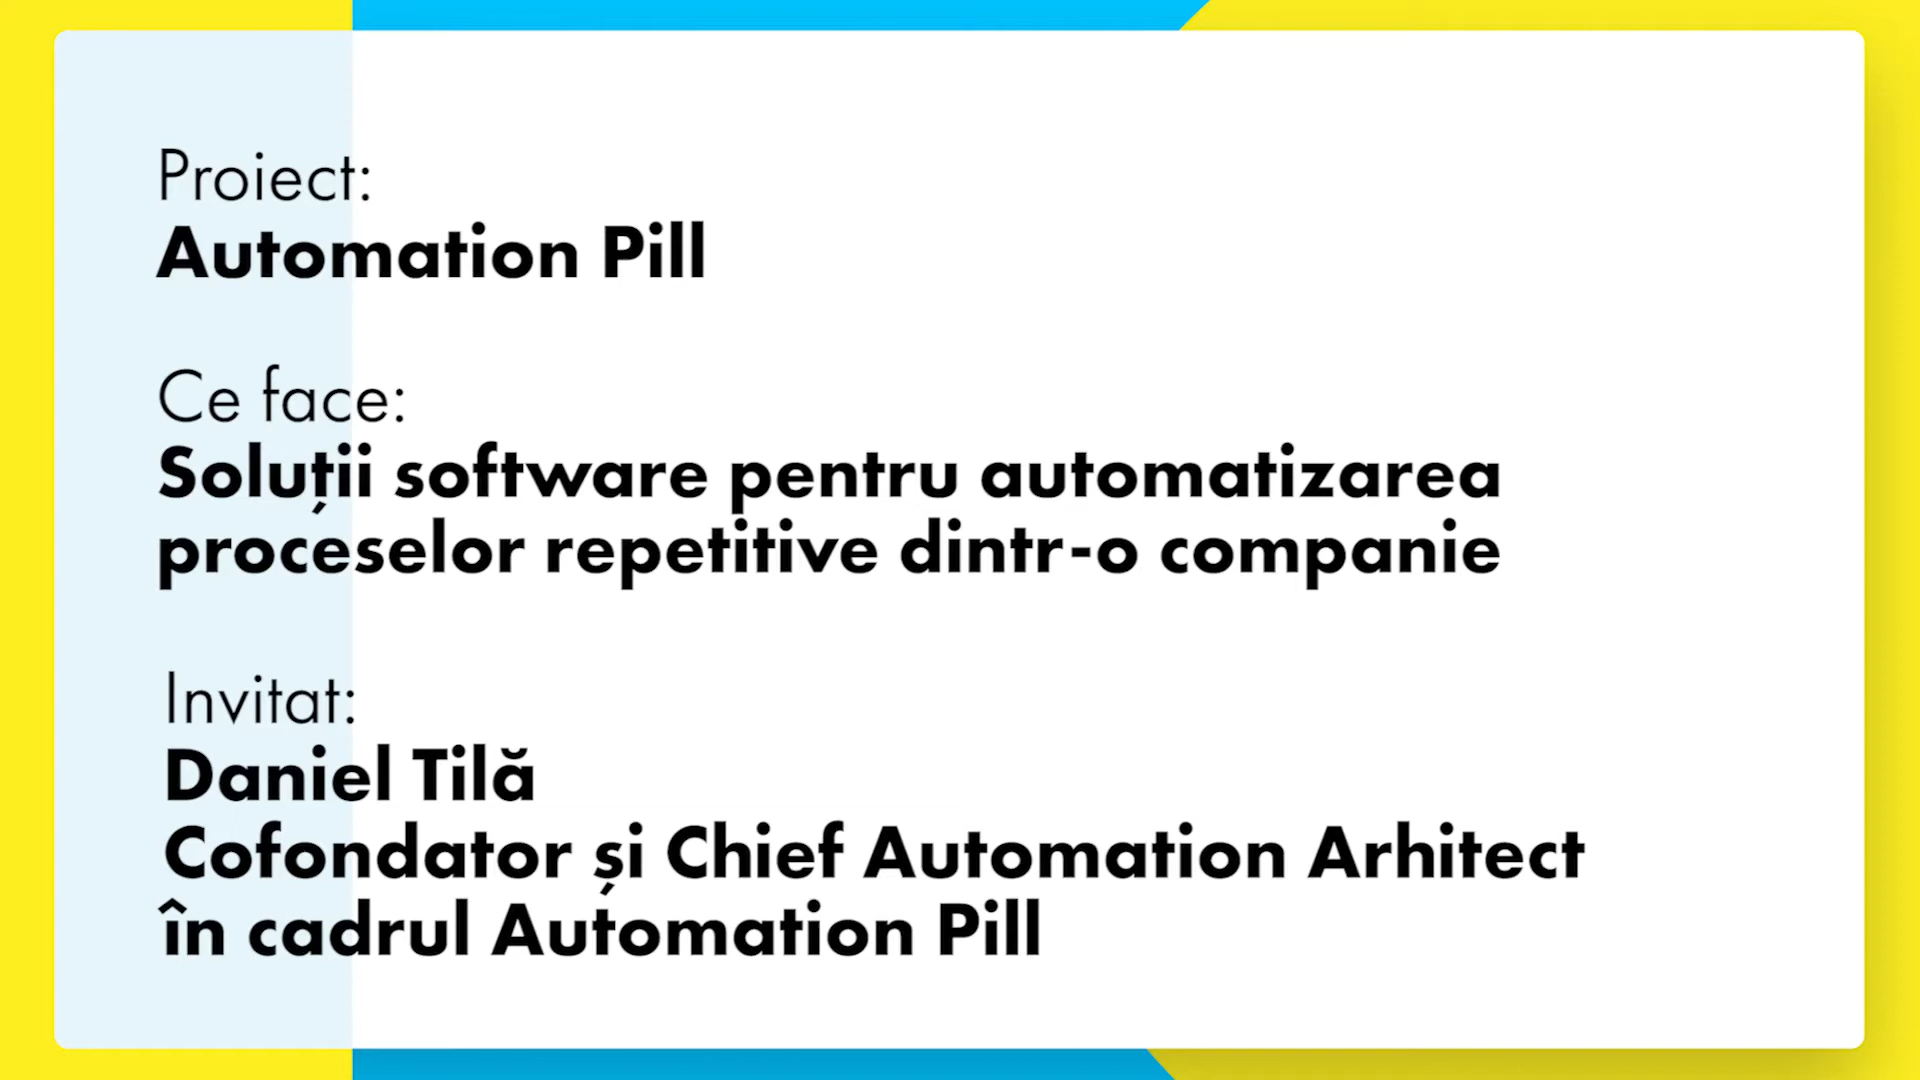 Proiect:
Automation Pill
Ce face:
Soluții software pentru automatizarea
proceselor repetitive dintr-o companie
Invitat:
Daniel Tilă
Cofondator și Chief Automation Arhitect
în cadrul Automation Pill